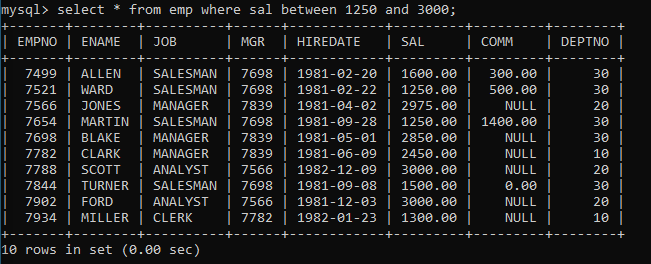 mysql> select * from emp where sal between 1250 and 3000;
+-------+--------+----------+------+------------+---------+---------+--------+
| EMPNO | ENAME  | JOB      | MGR  | HIREDATE   | SAL     | COMM    | DEPTNO |
+-------+--------+----------+------+------------+---------+---------+--------+
|  7499 | ALLEN  | SALESMAN | 7698 | 1981-02-20 | 1600.00 |  300.00 |     30 |
|  7521 | WARD   | SALESMAN | 7698 | 1981-02-22 | 1250.00 |  500.00 |     30 |
|  7566 | JONES  | MANAGER  | 7839 | 1981-04-02 | 2975.00 |    NULL |     20 |
|  7654 | MARTIN | SALESMAN | 7698 | 1981-09-28 | 1250.00 | 1400.00 |     30 |
|  7698 | BLAKE  | MANAGER  | 7839 | 1981-05-01 | 2850.00 |    NULL |     30 |
|  7782 | CLARK  | MANAGER  | 7839 | 1981-06-09 | 2450.00 |    NULL |     10 |
|  7788 | SCOTT  | ANALYST  | 7566 | 1982-12-09 | 3000.00 |    NULL |     20 |
|  7844 | TURNER | SALESMAN | 7698 | 1981-09-08 | 1500.00 |    0.00 |     30 |
|  7902 | FORD   | ANALYST  | 7566 | 1981-12-03 | 3000.00 |    NULL |     20 |
|  7934 | MILLER | CLERK    | 7782 | 1982-01-23 | 1300.00 |    NULL |     10 |
+-------+--------+----------+------+------------+---------+---------+--------+
10 rows in set (0.00 sec)